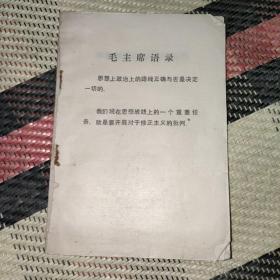 毛主席语录
思想上政治上的路线正确与否是决定
一切的。
我们现在思想战线上的一个重要任
务，就是要开展对于修正主义的批判。